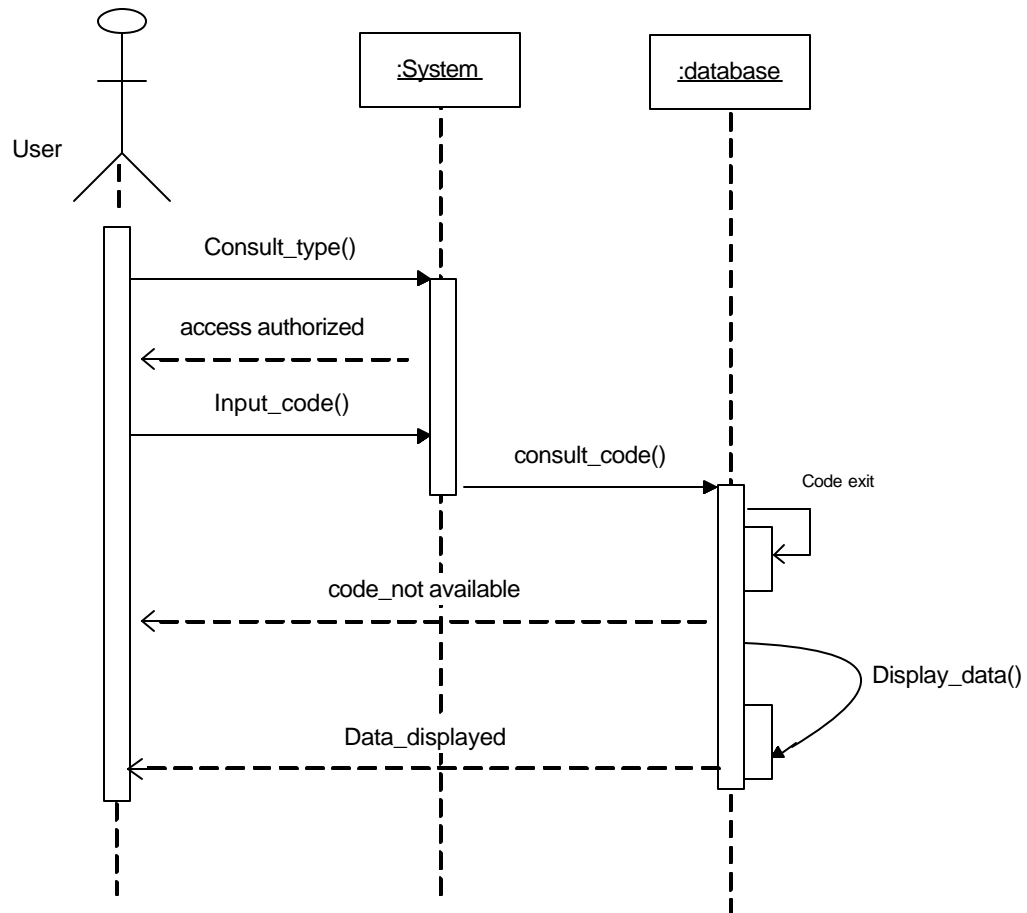 :System
:database
User
Consult_type()
access authorized
Input_code()
consult_code()
Code exit
code_not available
Display_data()
Data_displayed